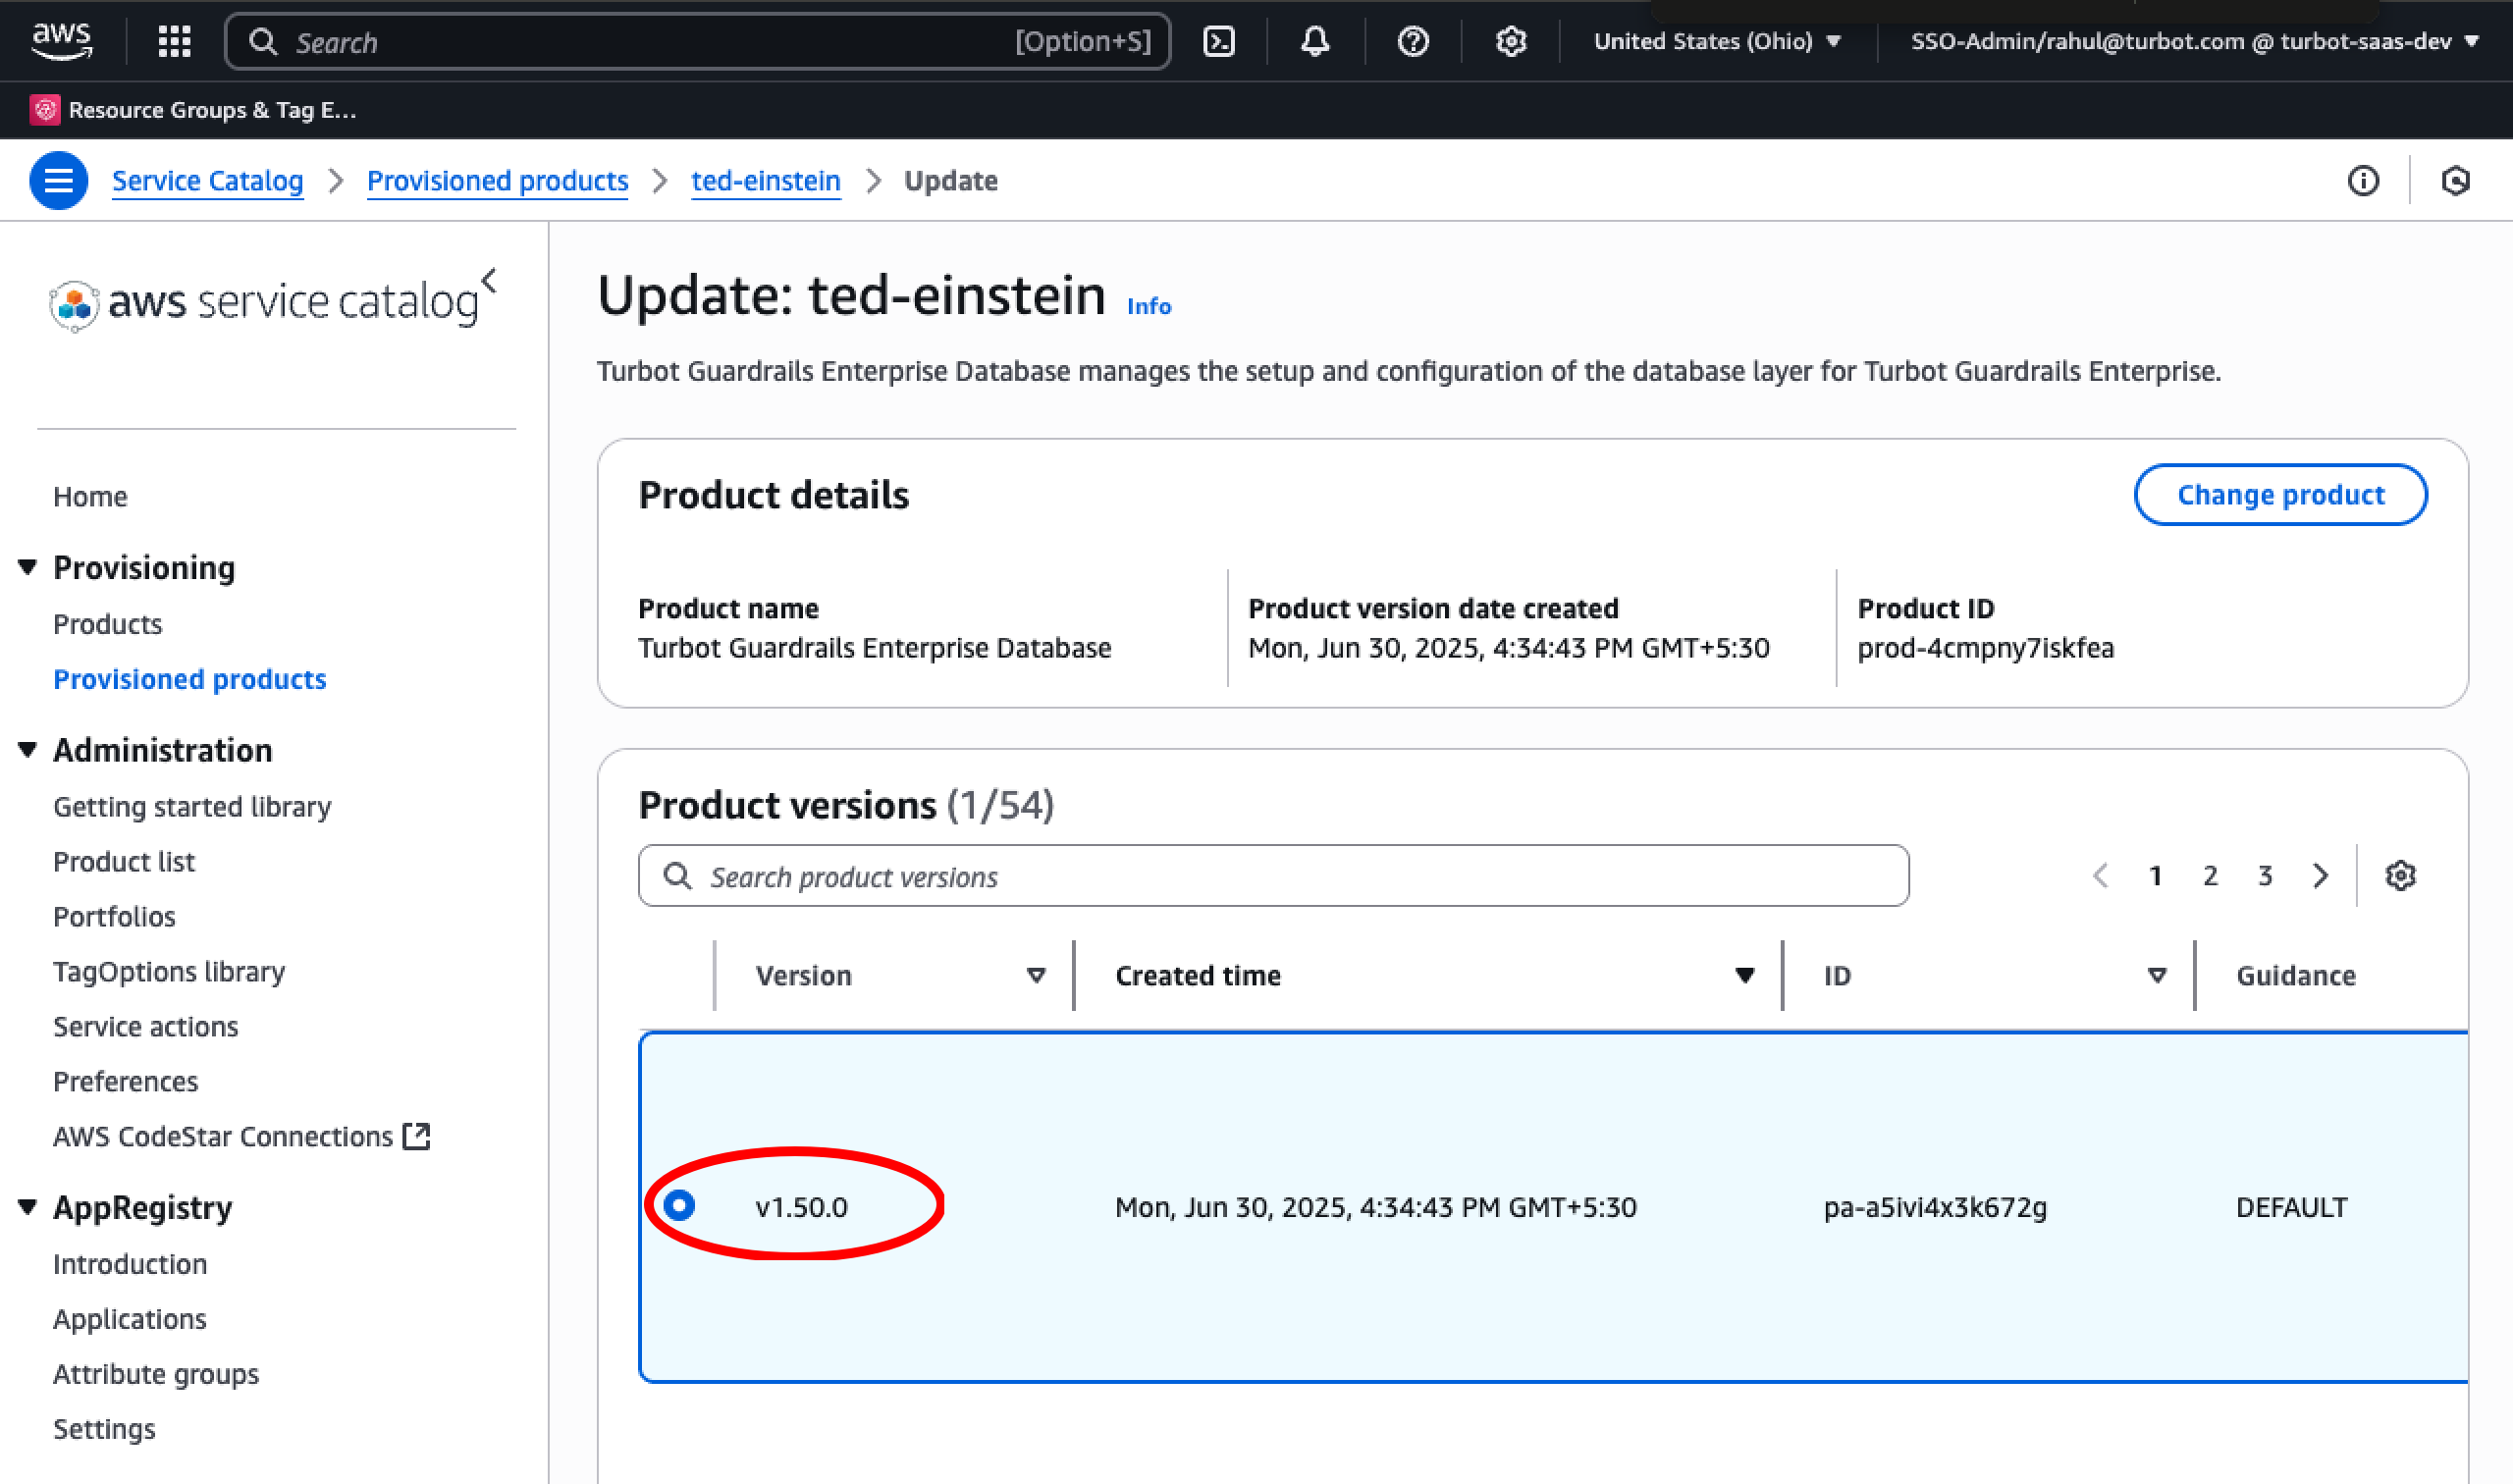 aws
Search [Option+S] United States (Ohio) SSO-Admin/rahul@turbot.com @ turbot-saas-dev
Resource Groups & Tag E...
Service Catalog Provisioned products ted-einstein Update
aws service catalog
Home
Provisioning
Products
Provisioned products
Administration
Getting started library
Product list
Portfolios
TagOptions library
Service actions
Preferences
AWS CodeStar Connections
AppRegistry
Introduction
Applications
Attribute groups
Settings
Update: ted-einstein Info
Turbot Guardrails Enterprise Database manages the setup and configuration of the database layer for Turbot Guardrails Enterprise.
Product details Change product
Product name Product version date created Product ID
Turbot Guardrails Enterprise Database Mon, Jun 30, 2025, 4:34:43 PM GMT+5:30 prod-4cmpny7iskfea
Product versions (1/54)
Search product versions 1 2 3
Version Created time ID Guidance
v1.50.0 Mon, Jun 30, 2025, 4:34:43 PM GMT+5:30 pa-a5ivi4x3k672g DEFAULT